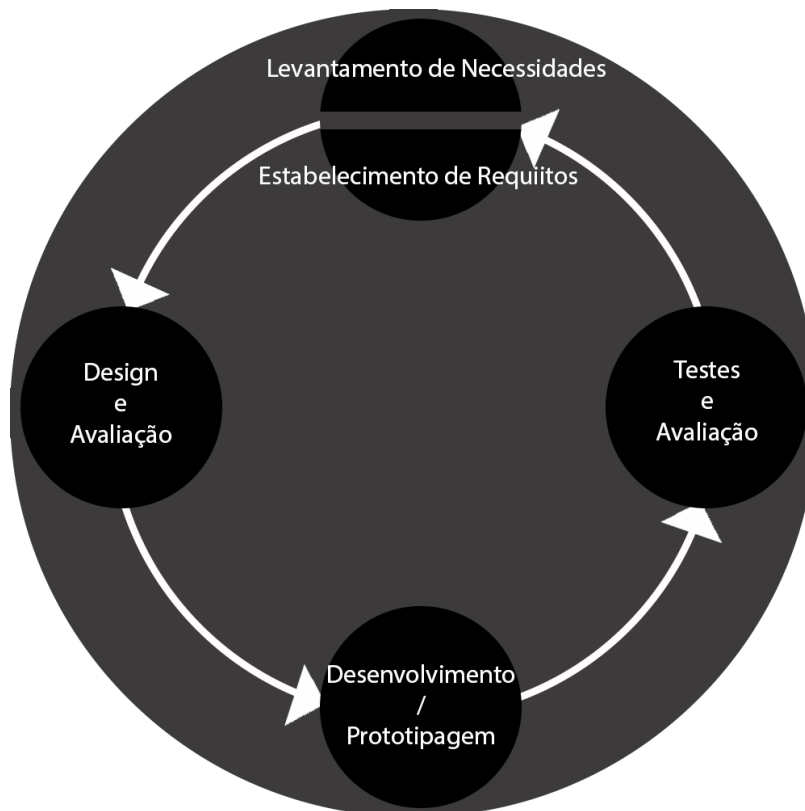 Levantamento de Necessidades
Estabelecimento de Requiitos
Design
e
Avaliação
Testes
e
Avaliação
Desenvolvimento
/
Prototipagem